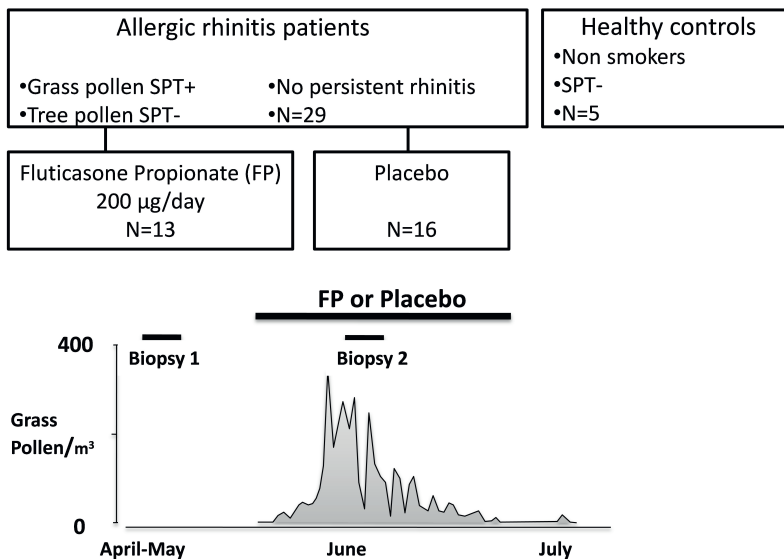 Allergic rhinitis patients
•Grass pollen SPT+
•Tree pollen SPT-
•No persistent rhinitis
•N=29
Healthy controls
•Non smokers
•SPT-
•N=5
Fluticasone Propionate (FP)
200 µg/day
N=13
Placebo
N=16
FP or Placebo
400
Biopsy 1
Biopsy 2
Grass
Pollen/m³
0
April-May
June
July